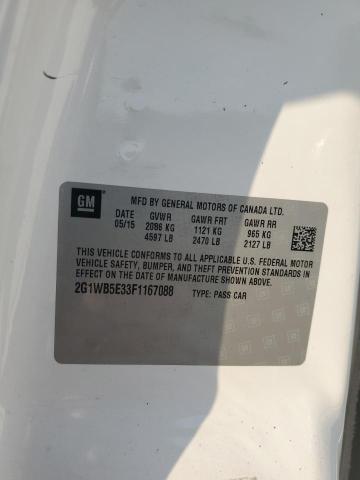 GM
MFD BY GENERAL MOTORS OF CANADA LTD.
DATE GVWR GAWR FRT GAWR RR
05/15 2086 KG 1121 KG 965 KG
4597 LB 2470 LB 2127 LB
THIS VEHICLE CONFORMS TO ALL APPLICABLE U.S. FEDERAL MOTOR
VEHICLE SAFETY, BUMPER, AND THEFT PREVENTION STANDARDS IN
EFFECT ON THE DATE OF MANUFACTURE SHOWN ABOVE.
2G1WB5E33F1167088 TYPE: PASS CAR